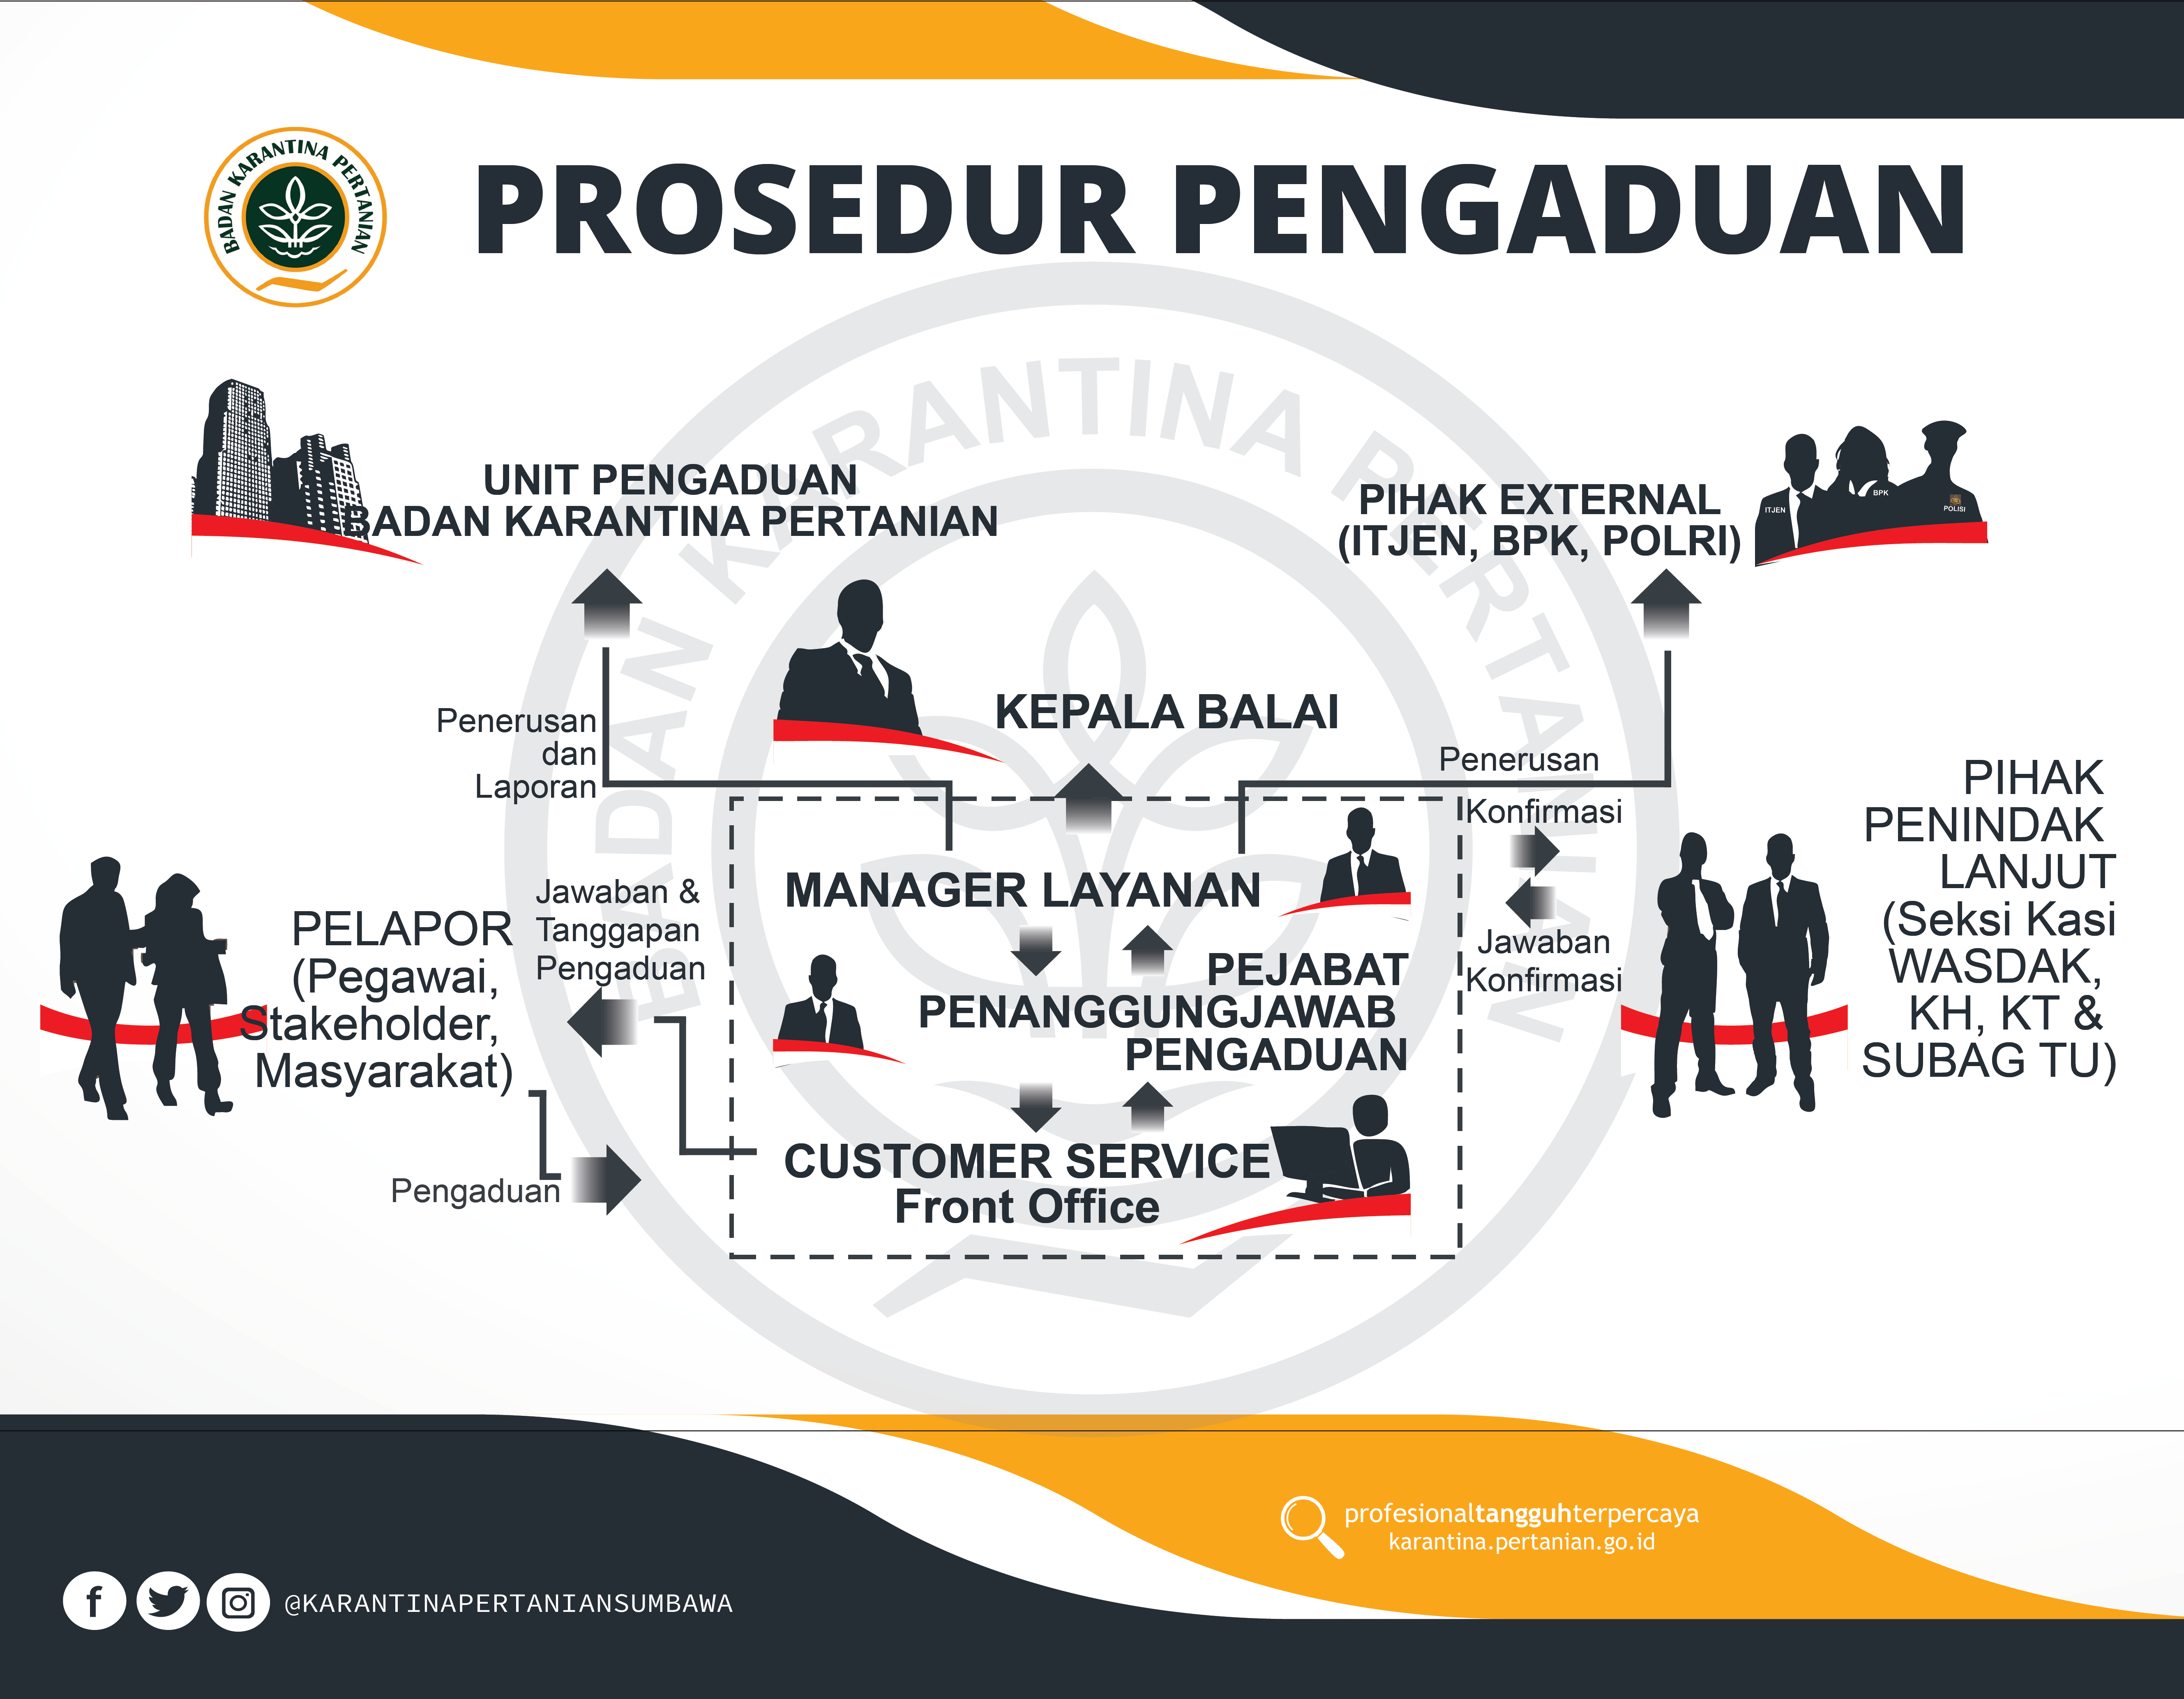 BADAN KARANTINA PERTANIAN
PROSEDUR PENGADUAN
BADAN KARANTINA PERTANIAN
UNIT PENGADUAN
BADAN KARANTINA PERTANIAN
PIHAK EXTERNAL
(ITJEN, BPK, POLRI)
ITJEN
BPK
POLISI
KEPALA BALAI
Penerusan
dan
Laporan
Penerusan
Konfirmasi
Jawaban
Konfirmasi
PIHAK
PENINDAK
LANJUT
(Seksi Kasi
WASDAK,
KH, KT &
SUBAG TU)
MANAGER LAYANAN
Jawaban &
Tanggapan
Pengaduan
PELAPOR
(Pegawai,
Stakeholder,
Masyarakat)
PEJABAT
PENANGGUNGJAWAB
PENGADUAN
Pengaduan
CUSTOMER SERVICE
Front Office
profesionaltangguhterpercaya
karantina.pertanian.go.id
@KARANTINAPERTANIANSUMBAWA